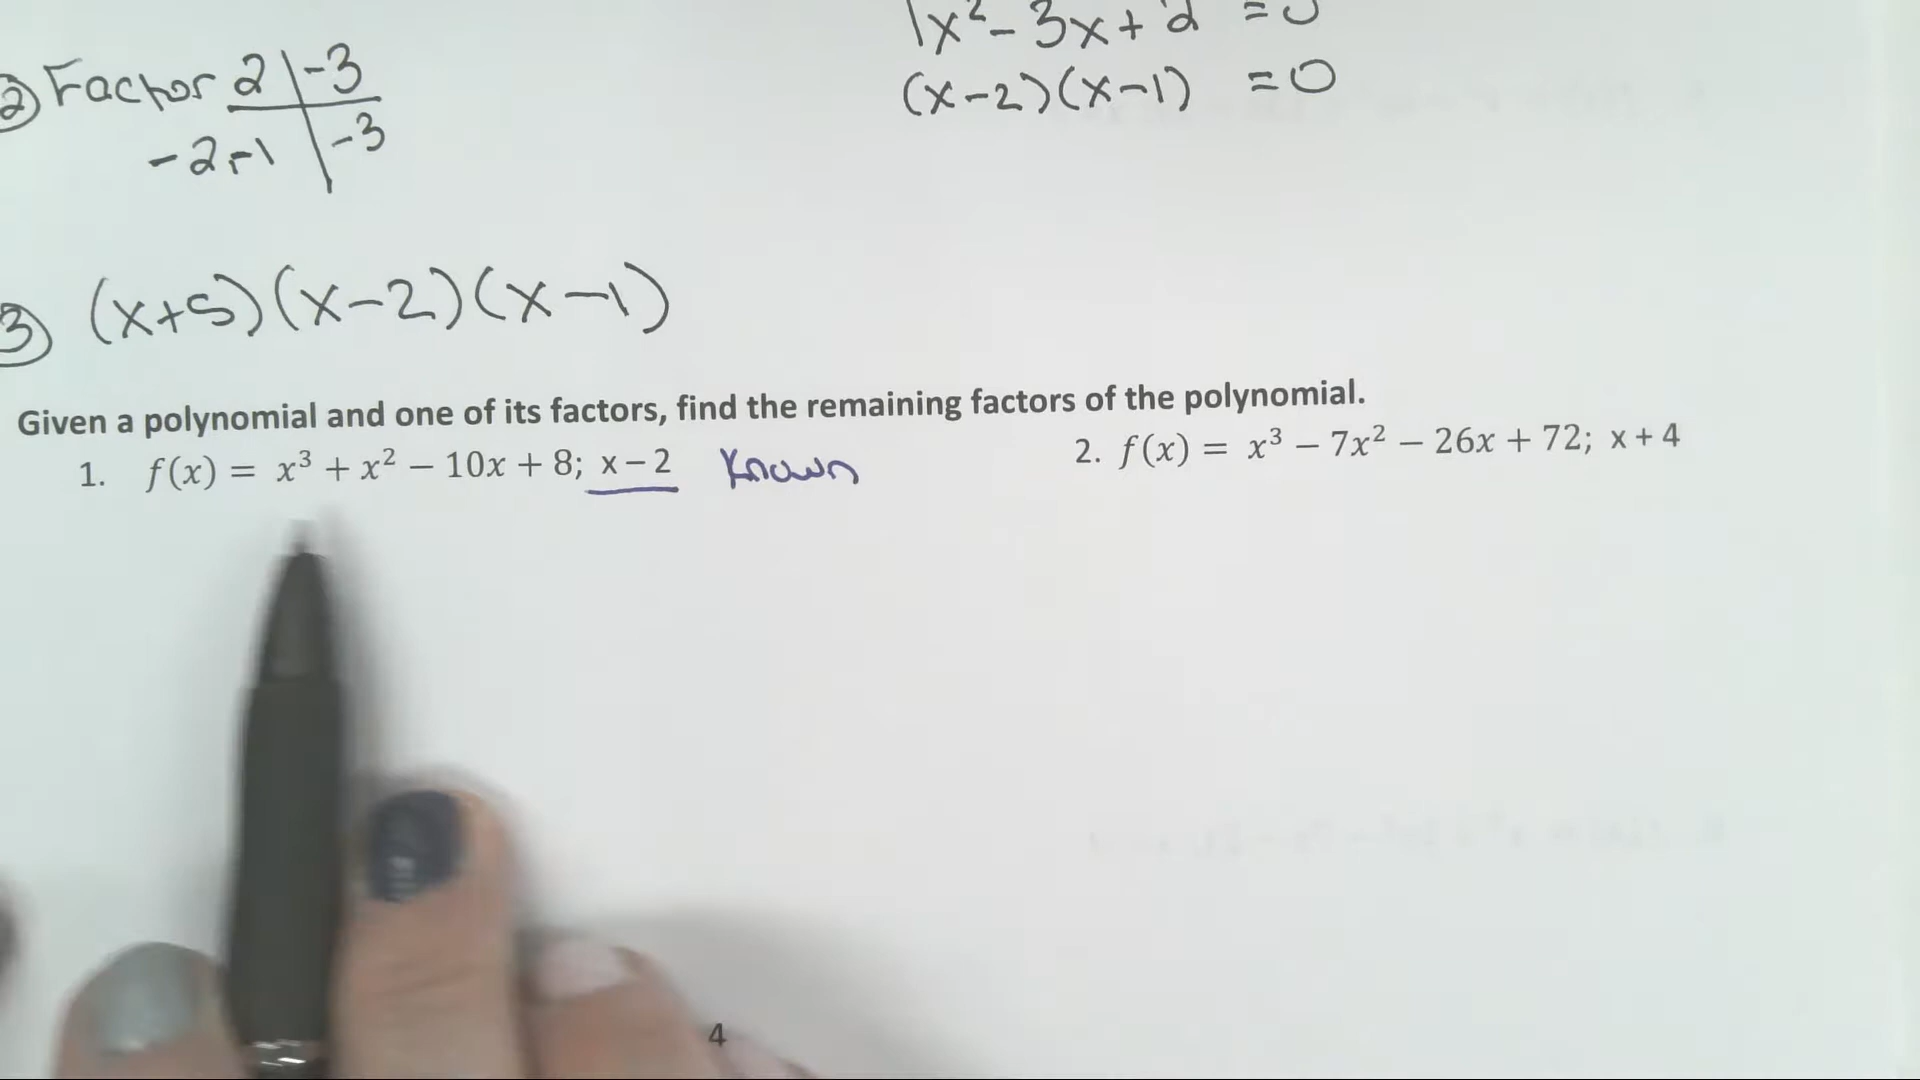 1x² - 3x + 2 = 0
② Factor 2 | -3
(x-2)(x-1) = 0
-2+-1 | -3
③ (x+5)(x-2)(x-1)
Given a polynomial and one of its factors, find the remaining factors of the polynomial.
1. f(x) = x³ + x² − 10x + 8; x − 2 Known
2. f(x) = x³ − 7x² − 26x + 72; x + 4
4